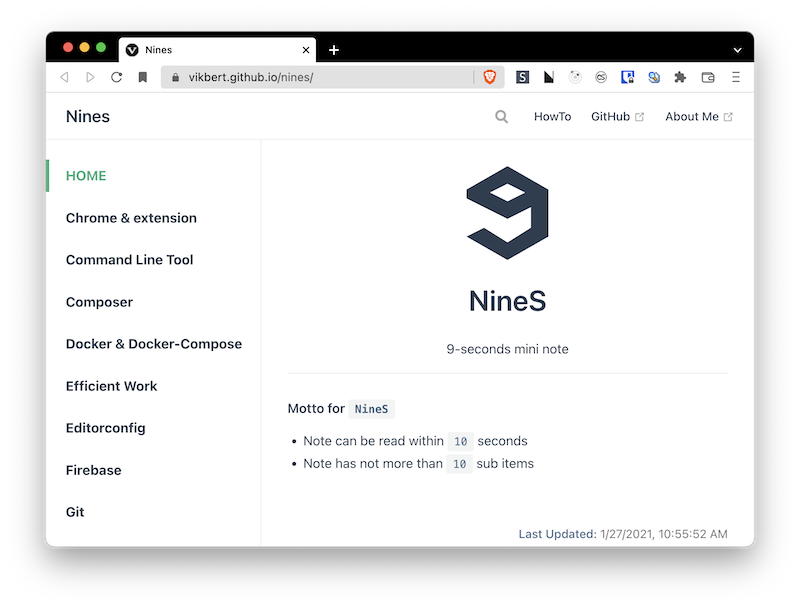 Nines
vikbert.github.io/nines/
Nines
HowTo
GitHub
About Me
HOME
Chrome & extension
Command Line Tool
Composer
Docker & Docker-Compose
Efficient Work
Editorconfig
Firebase
Git
9
NineS
9-seconds mini note
Motto for NineS
• Note can be read within 10 seconds
• Note has not more than 10 sub items
Last Updated: 1/27/2021, 10:55:52 AM